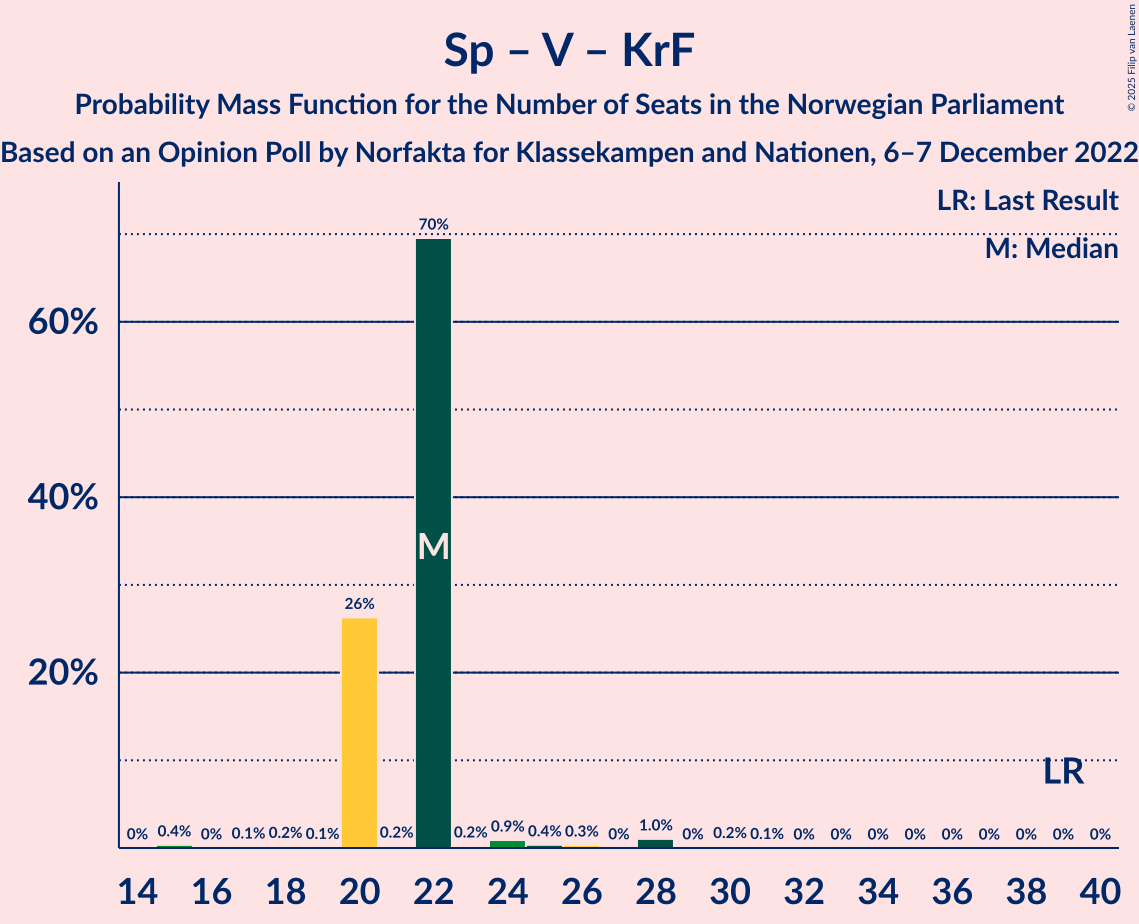 Sp – V – KrF
Probability Mass Function for the Number of Seats in the Norwegian Parliament
Based on an Opinion Poll by Norfakta for Klassekampen and Nationen, 6–7 December 2022
© 2025 Filip van Laenen
LR: Last Result
M: Median
60%
40%
20%
0% 0.4% 0% 0.1% 0.2% 0.1% 26% 0.2% 70% 0.2% 0.9% 0.4% 0.3% 0% 1.0% 0% 0.2% 0.1% 0% 0% 0% 0% 0% 0% 0% 0% 0%
M
LR
14 16 18 20 22 24 26 28 30 32 34 36 38 40